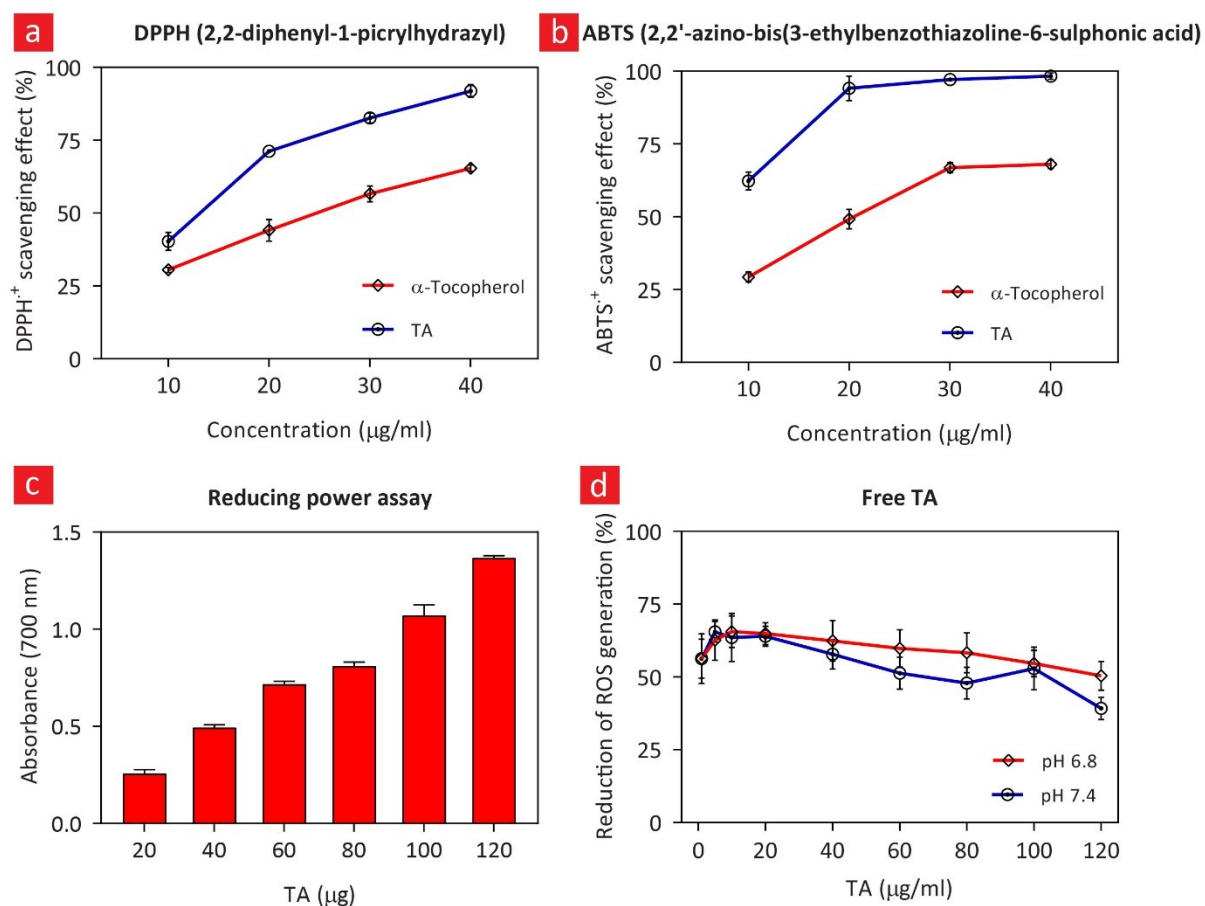 a
DPPH (2,2-diphenyl-1-picrylhydrazyl)
DPPH·+ scavenging effect (%)
100
75
50
25
0
α-Tocopherol
TA
10 20 30 40
Concentration (µg/ml)
b
ABTS (2,2'-azino-bis(3-ethylbenzothiazoline-6-sulphonic acid)
ABTS·+ scavenging effect (%)
100
75
50
25
0
α-Tocopherol
TA
10 20 30 40
Concentration (µg/ml)
c
Reducing power assay
Absorbance (700 nm)
1.5
1.0
0.5
0.0
20 40 60 80 100 120
TA (µg)
d
Free TA
Reduction of ROS generation (%)
100
75
50
25
0
pH 6.8
pH 7.4
0 20 40 60 80 100 120
TA (µg/ml)